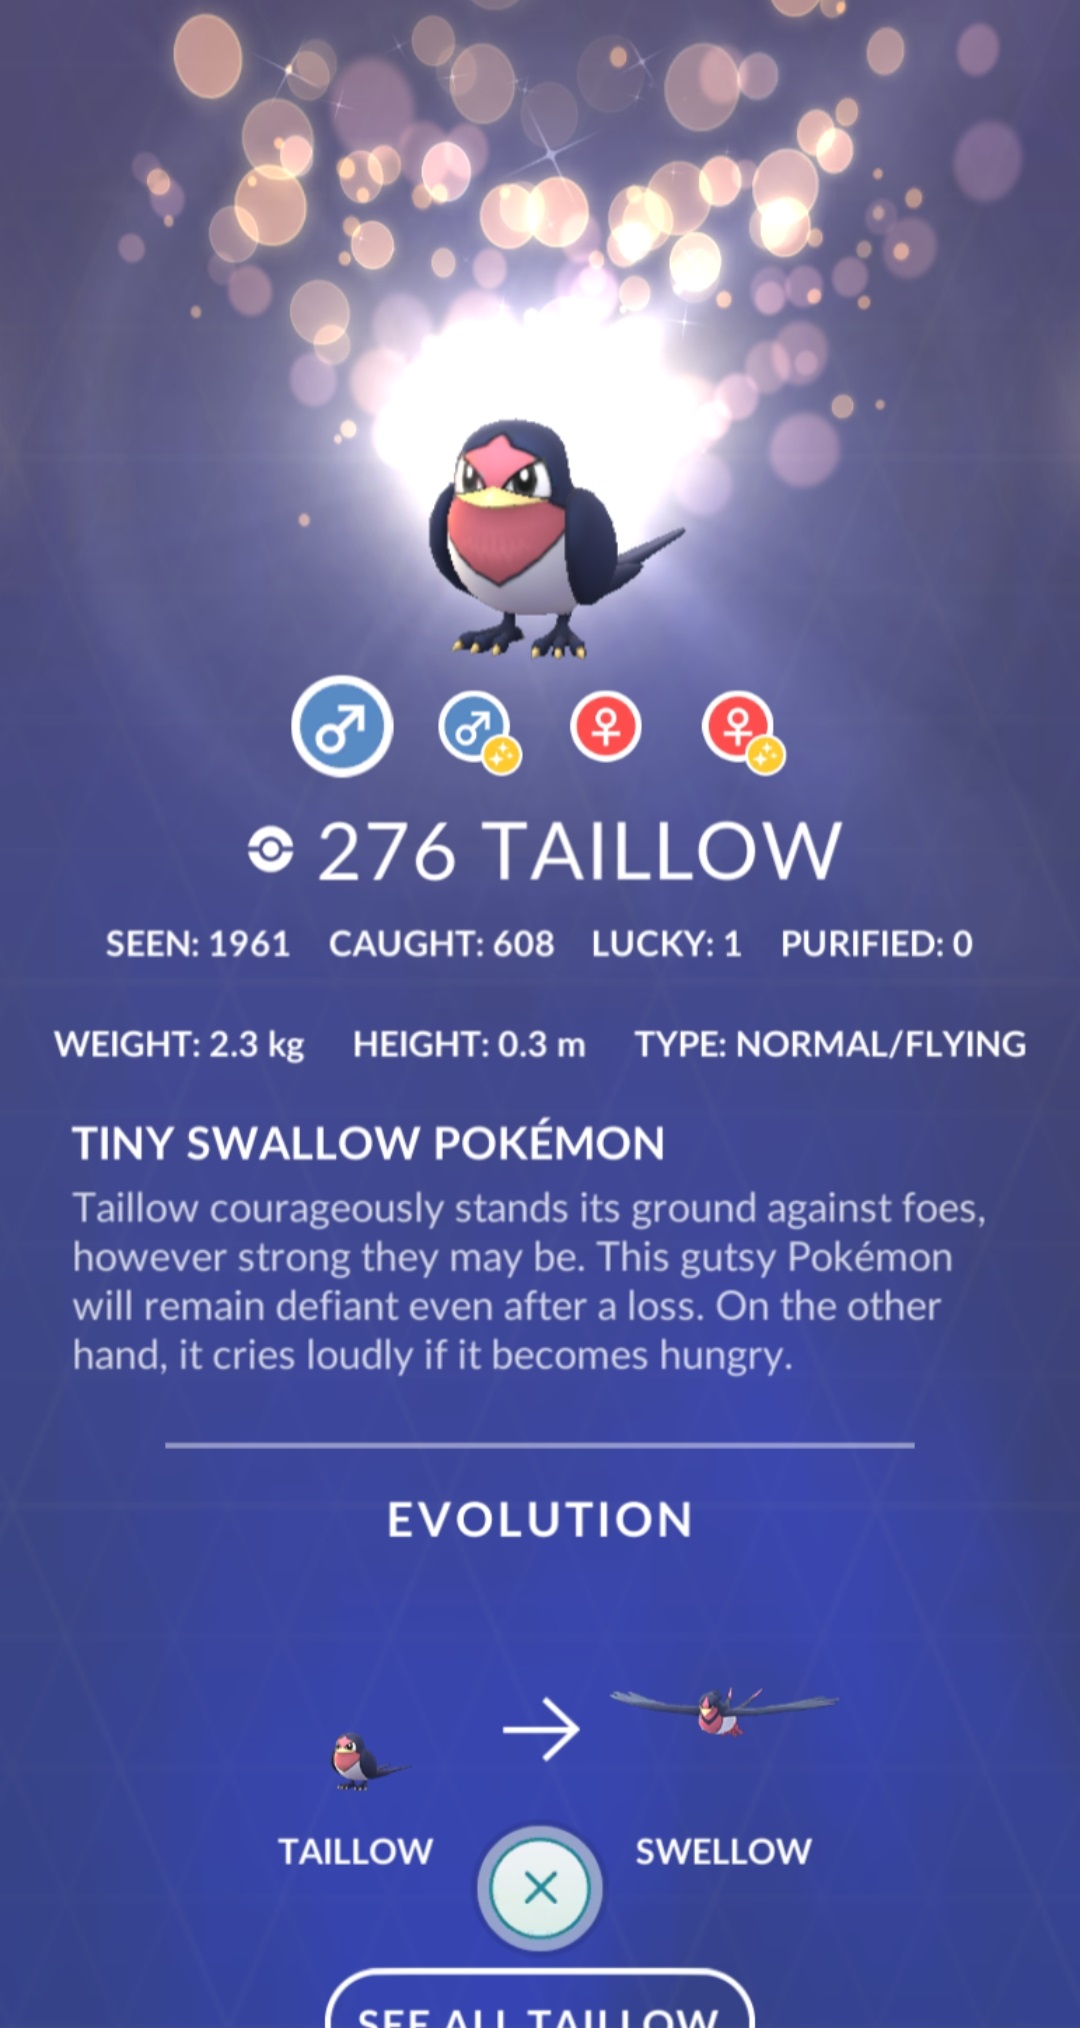 276 TAILLOW
SEEN: 1961 CAUGHT: 608 LUCKY: 1 PURIFIED: 0
WEIGHT: 2.3 kg HEIGHT: 0.3 m TYPE: NORMAL/FLYING
TINY SWALLOW POKÉMON
Taillow courageously stands its ground against foes,
however strong they may be. This gutsy Pokémon
will remain defiant even after a loss. On the other
hand, it cries loudly if it becomes hungry.
EVOLUTION
TAILLOW SWELLOW
SEE ALL TAILLOW